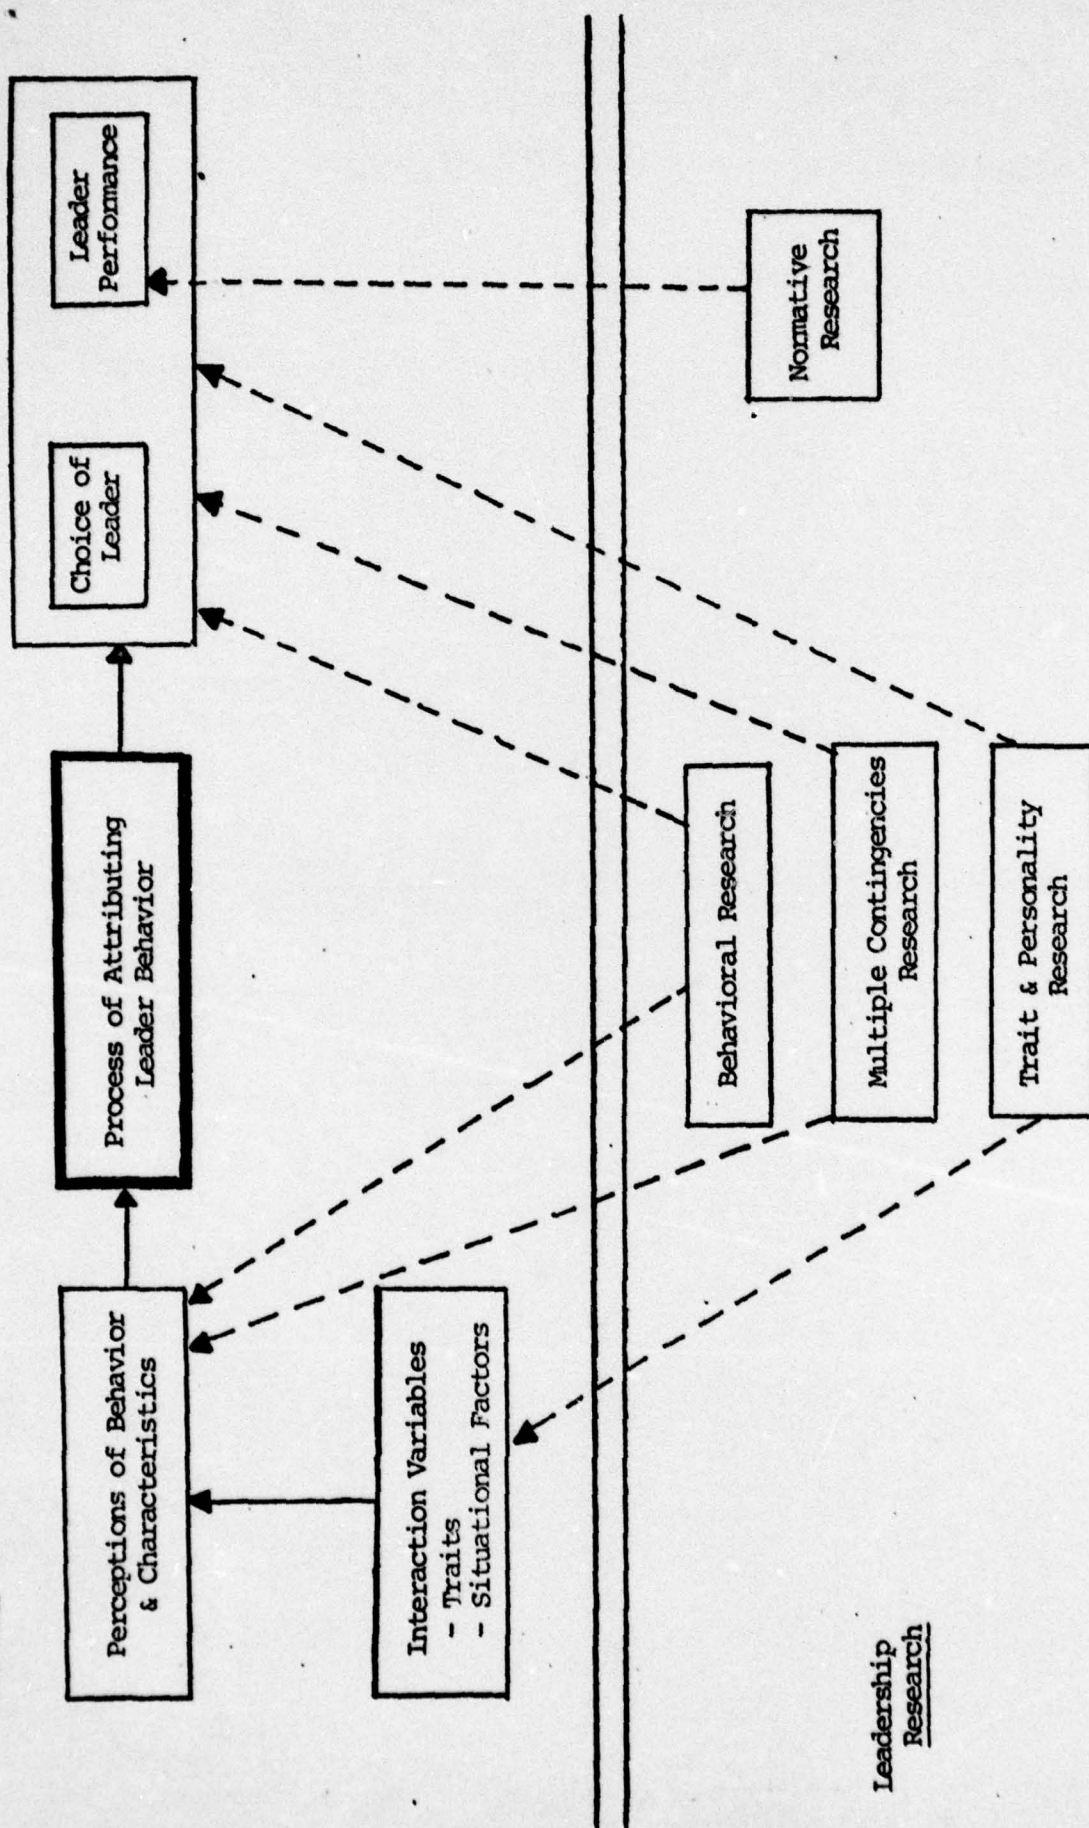 Perceptions of Behavior
& Characteristics
Process of Attributing
Leader Behavior
Choice of
Leader
Leader
Performance
Interaction Variables
- Traits
- Situational Factors
Behavioral Research
Multiple Contingencies
Research
Trait & Personality
Research
Normative
Research
Leadership
Research